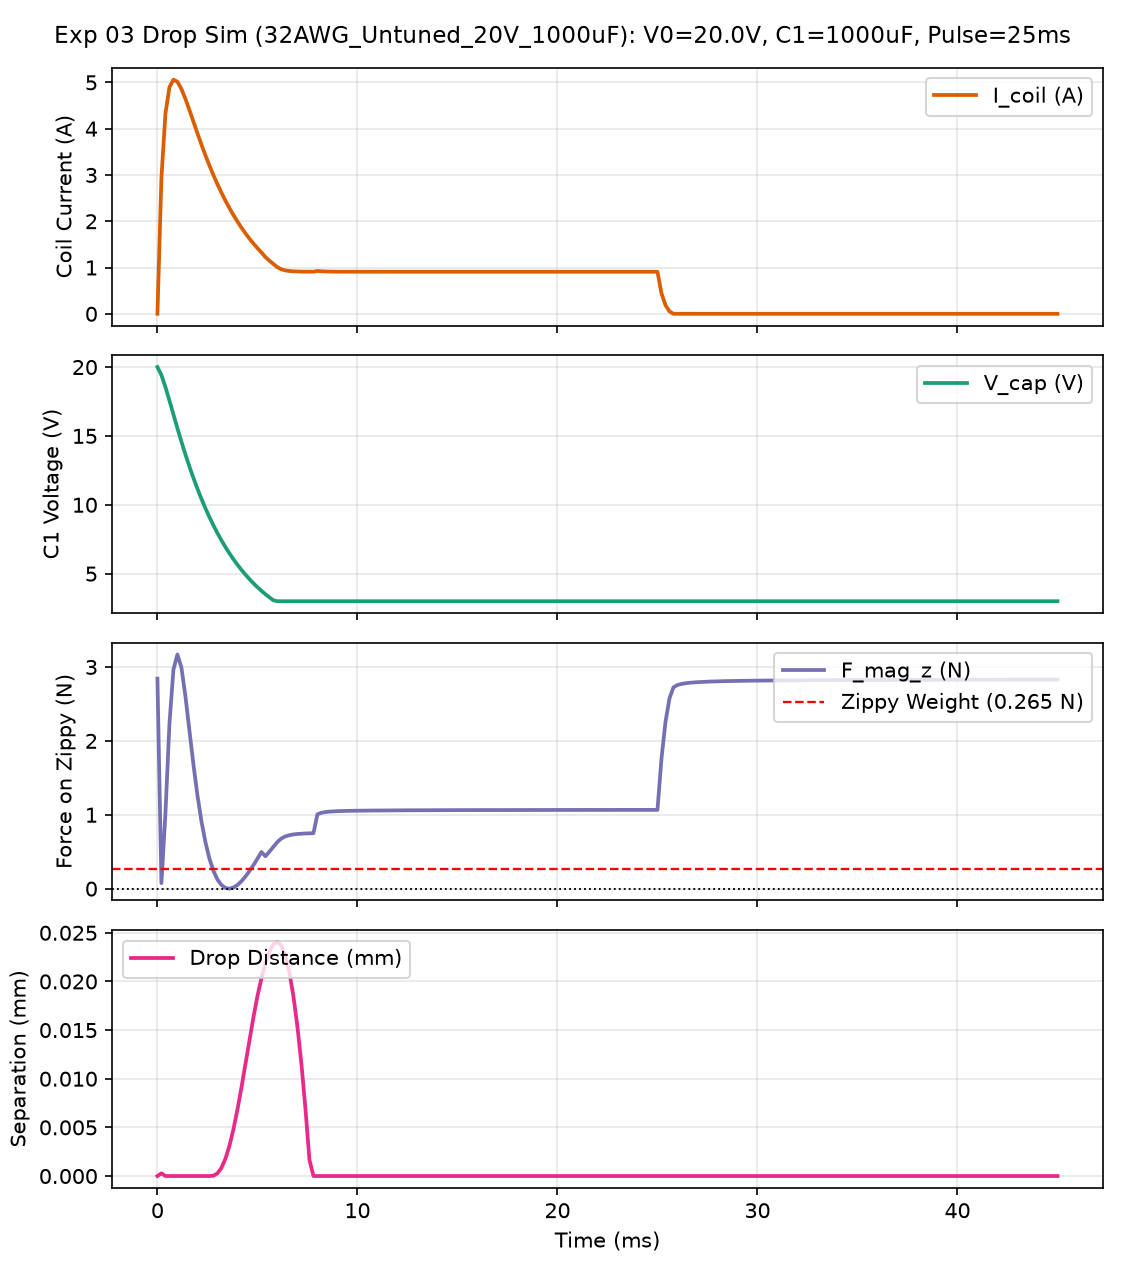 Exp 03 Drop Sim (32AWG_Untuned_20V_1000uF): V0=20.0V, C1=1000uF, Pulse=25ms
Coil Current (A)
5
4
3
2
1
0
I_coil (A)
C1 Voltage (V)
20
15
10
5
V_cap (V)
Force on Zippy (N)
3
2
1
0
F_mag_z (N)
Zippy Weight (0.265 N)
Separation (mm)
0.025
0.020
0.015
0.010
0.005
0.000
Drop Distance (mm)
0 10 20 30 40
Time (ms)